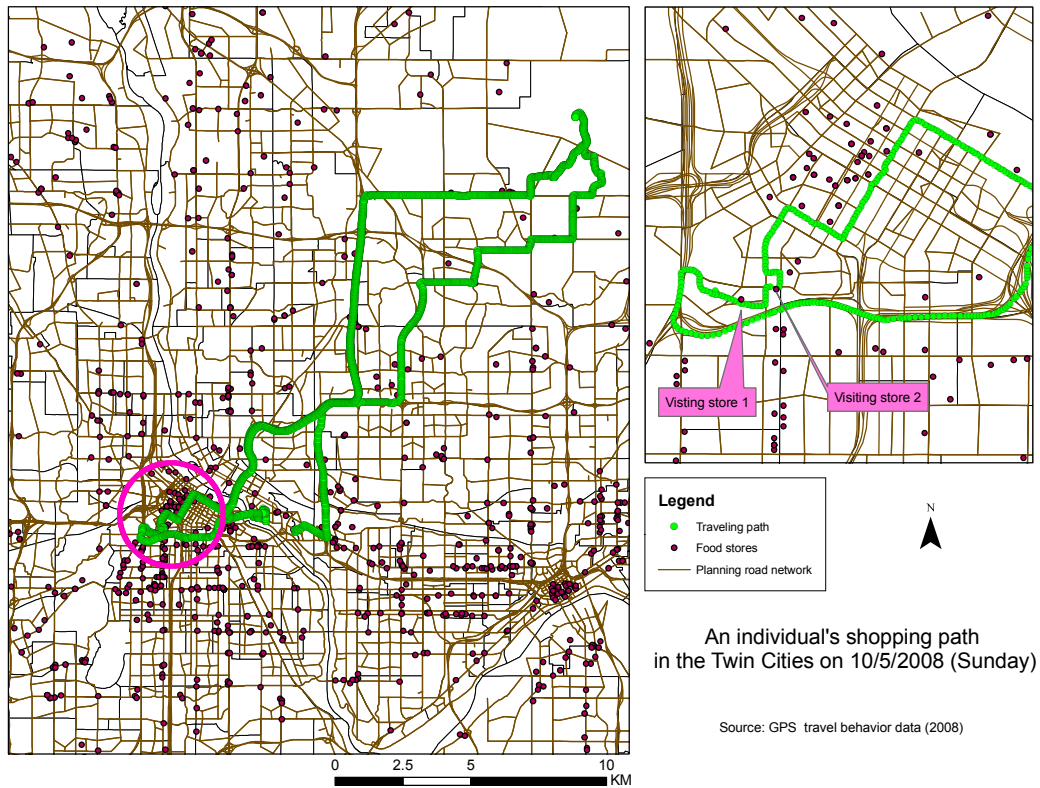 Visting store 1
Visiting store 2
Legend
Traveling path
Food stores
Planning road network
N
An individual's shopping path
in the Twin Cities on 10/5/2008 (Sunday)
Source: GPS travel behavior data (2008)
0 2.5 5 10
KM